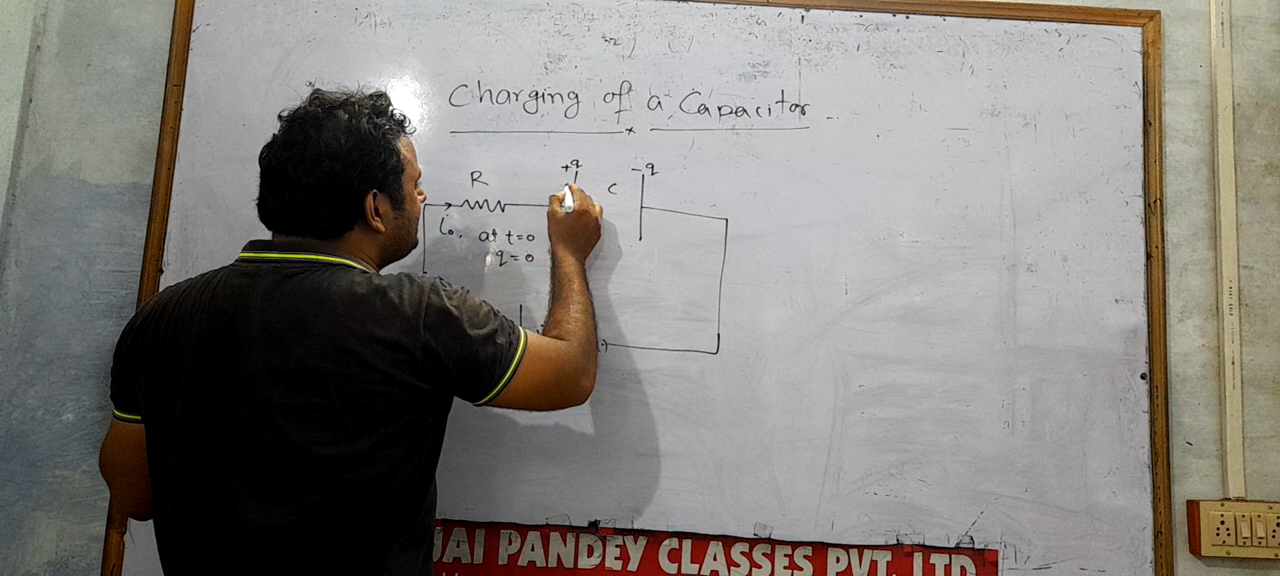 Charging of a Capacitor
+q
-q
R
C
i₀.
at t=0
q=0
JAI PANDEY CLASSES PVT. LTD